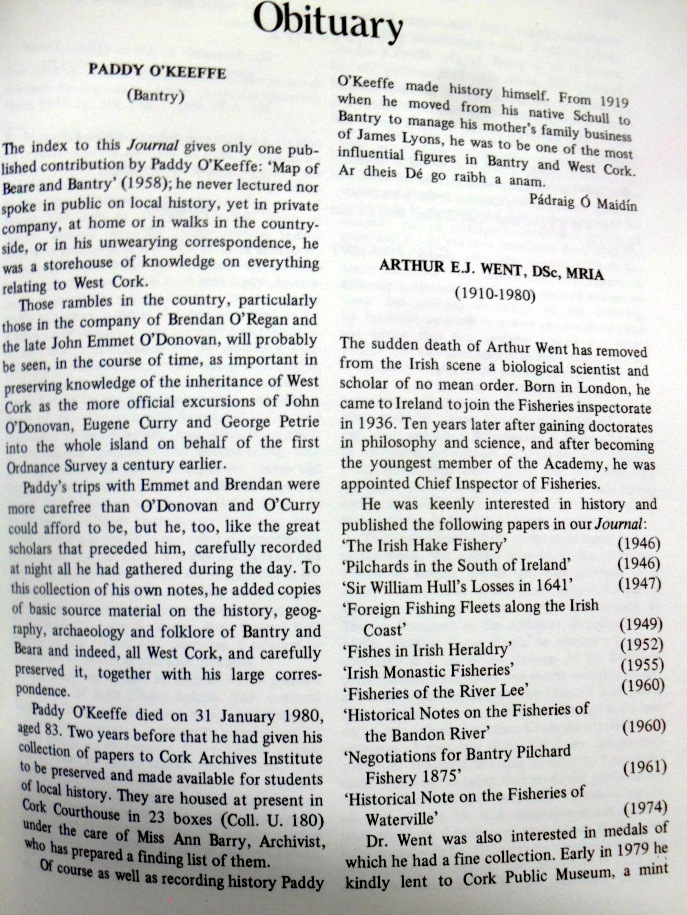 Obituary
PADDY O'KEEFFE
(Bantry)
The index to this Journal gives only one pub-
lished contribution by Paddy O'Keeffe: 'Map of
Beare and Bantry' (1958); he never lectured nor
spoke in public on local history, yet in private
company, at home or in walks in the country-
side, or in his unwearying correspondence, he
was a storehouse of knowledge on everything
relating to West Cork.
Those rambles in the country, particularly
those in the company of Brendan O'Regan and
the late John Emmet O'Donovan, will probably
be seen, in the course of time, as important in
preserving knowledge of the inheritance of West
Cork as the more official excursions of John
O'Donovan, Eugene Curry and George Petrie
into the whole island on behalf of the first
Ordnance Survey a century earlier.
Paddy's trips with Emmet and Brendan were
more carefree than O'Donovan and O'Curry
could afford to be, but he, too, like the great
scholars that preceded him, carefully recorded
at night all he had gathered during the day. To
this collection of his own notes, he added copies
of basic source material on the history, geog-
raphy, archaeology and folklore of Bantry and
Beara and indeed, all West Cork, and carefully
preserved it, together with his large corres-
pondence.
Paddy O'Keeffe died on 31 January 1980,
aged 83. Two years before that he had given his
collection of papers to Cork Archives Institute
to be preserved and made available for students
of local history. They are housed at present in
Cork Courthouse in 23 boxes (Coll. U. 180)
under the care of Miss Ann Barry, Archivist,
who has prepared a finding list of them.
Of course as well as recording history Paddy
O'Keeffe made history himself. From 1919
when he moved from his native Schull to
Bantry to manage his mother's family business
of James Lyons, he was to be one of the most
influential figures in Bantry and West Cork.
Ar dheis Dé go raibh a anam.
Pádraig Ó Maidín
ARTHUR E.J. WENT, DSc, MRIA
(1910-1980)
The sudden death of Arthur Went has removed
from the Irish scene a biological scientist and
scholar of no mean order. Born in London, he
came to Ireland to join the Fisheries inspectorate
in 1936. Ten years later after gaining doctorates
in philosophy and science, and after becoming
the youngest member of the Academy, he was
appointed Chief Inspector of Fisheries.
He was keenly interested in history and
published the following papers in our Journal:
'The Irish Hake Fishery' (1946)
'Pilchards in the South of Ireland' (1946)
'Sir William Hull's Losses in 1641' (1947)
'Foreign Fishing Fleets along the Irish
Coast' (1949)
'Fishes in Irish Heraldry' (1952)
'Irish Monastic Fisheries' (1955)
'Fisheries of the River Lee' (1960)
'Historical Notes on the Fisheries of
the Bandon River' (1960)
'Negotiations for Bantry Pilchard
Fishery 1875' (1961)
'Historical Note on the Fisheries of
Waterville' (1974)
Dr. Went was also interested in medals of
which he had a fine collection. Early in 1979 he
kindly lent to Cork Public Museum, a mint